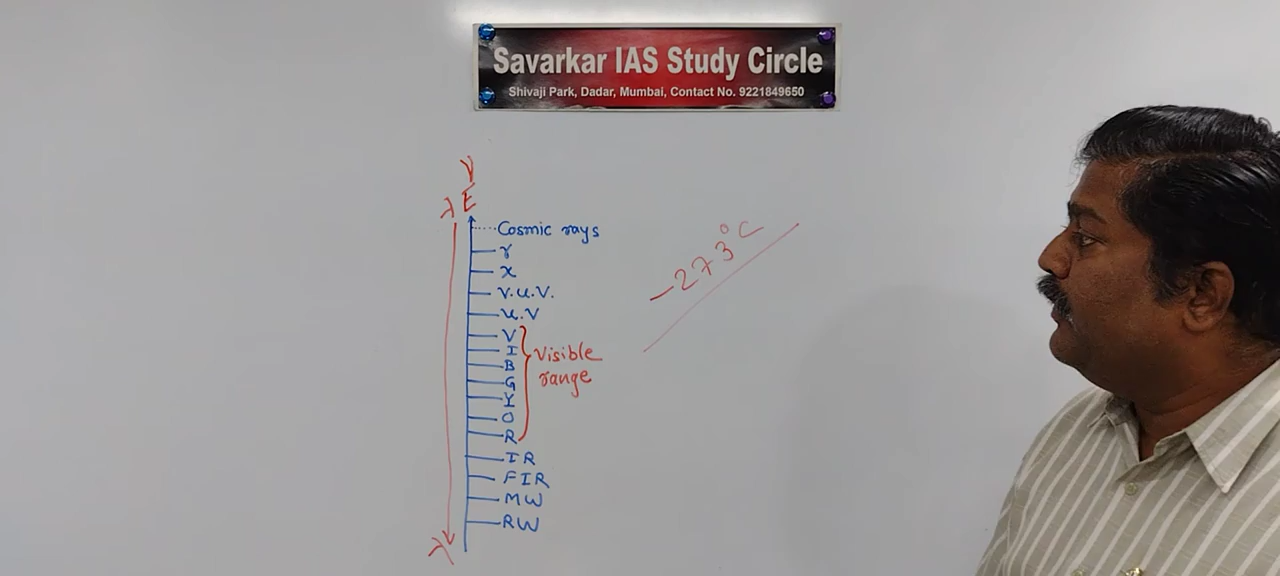 Savarkar IAS Study Circle
Shivaji Park, Dadar, Mumbai, Contact No. 9221849650
ν
λ E
Cosmic rays
γ
x
V.U.V.
U.V
V
I
B
G
Y
O
R
Visible
range
IR
FIR
MW
RW
λ
-273°C